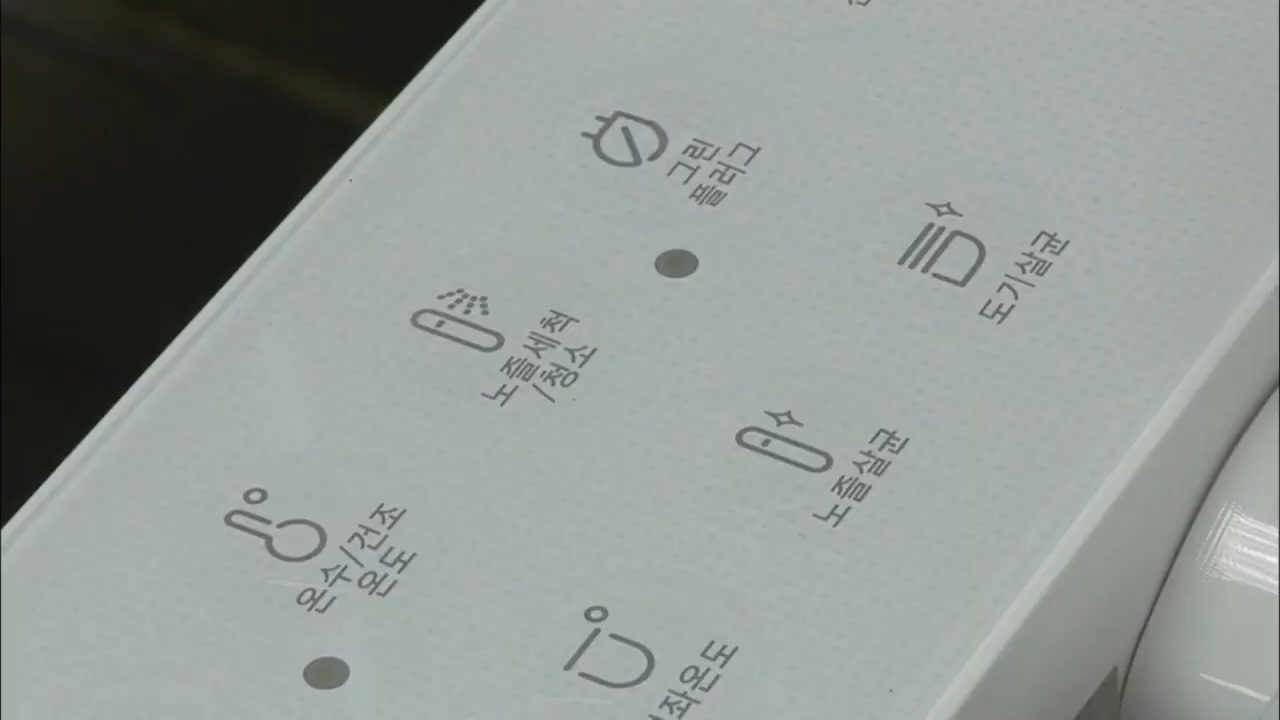 그린
플러그
도기살균
노즐세척
/청소
노즐살균
온수/건조
온도
좌온도